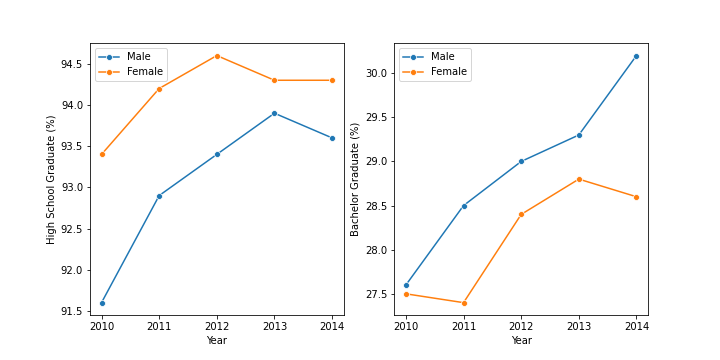 High School Graduate (%)
94.5
94.0
93.5
93.0
92.5
92.0
91.5
Male
Female
2010 2011 2012 2013 2014
Year
Bachelor Graduate (%)
30.0
29.5
29.0
28.5
28.0
27.5
Male
Female
2010 2011 2012 2013 2014
Year